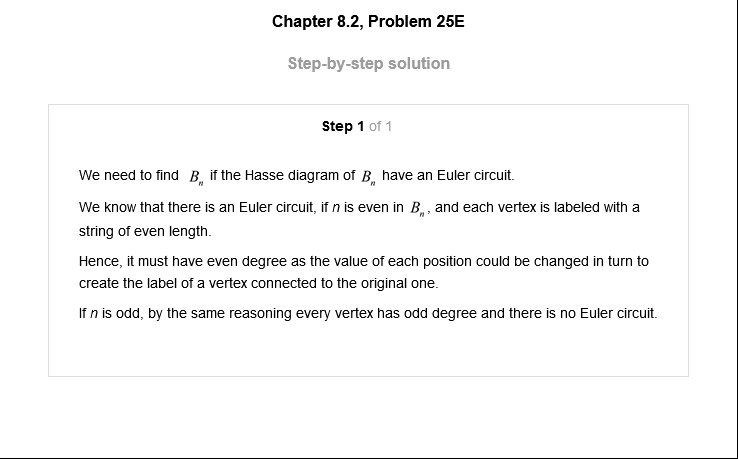 Chapter 8.2, Problem 25E
Step-by-step solution
Step 1 of 1
We need to find Bₙ if the Hasse diagram of Bₙ have an Euler circuit.
We know that there is an Euler circuit, if n is even in Bₙ, and each vertex is labeled with a
string of even length.
Hence, it must have even degree as the value of each position could be changed in turn to
create the label of a vertex connected to the original one.
If n is odd, by the same reasoning every vertex has odd degree and there is no Euler circuit.